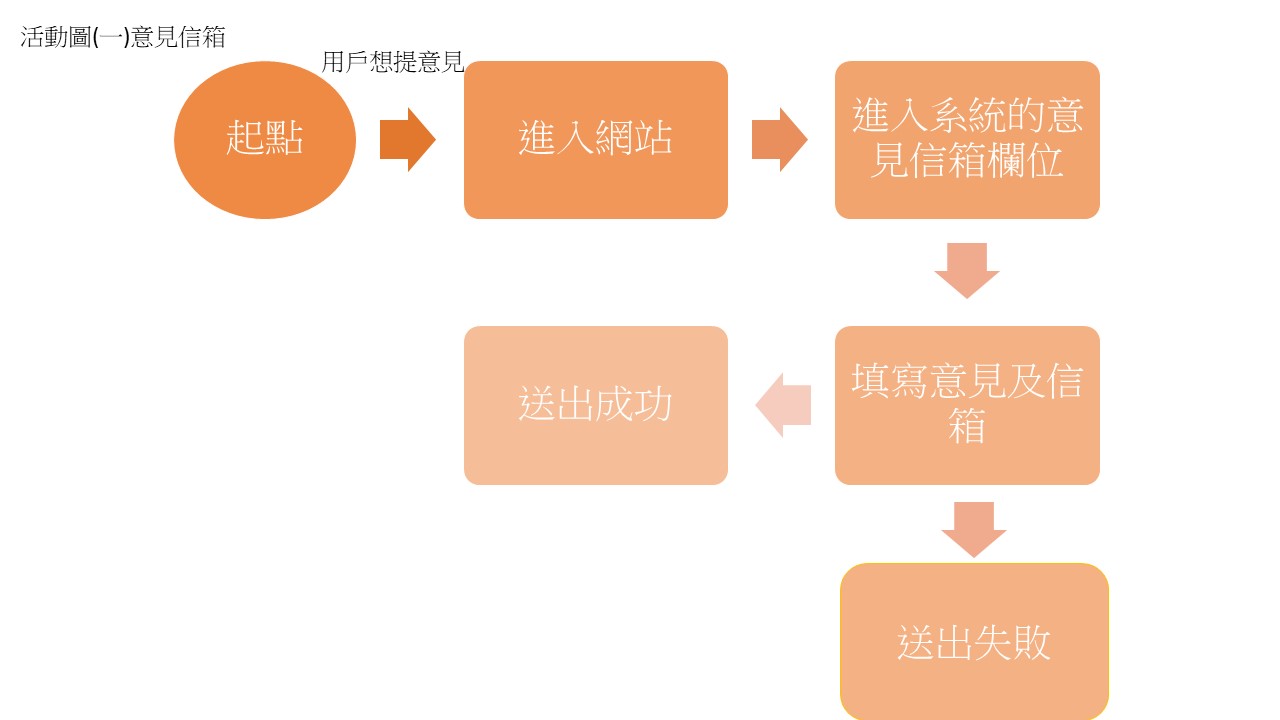 活動圖(一)意見信箱
用戶想提意見
起點
進入網站
進入系統的意
見信箱欄位
送出成功
填寫意見及信
箱
送出失敗